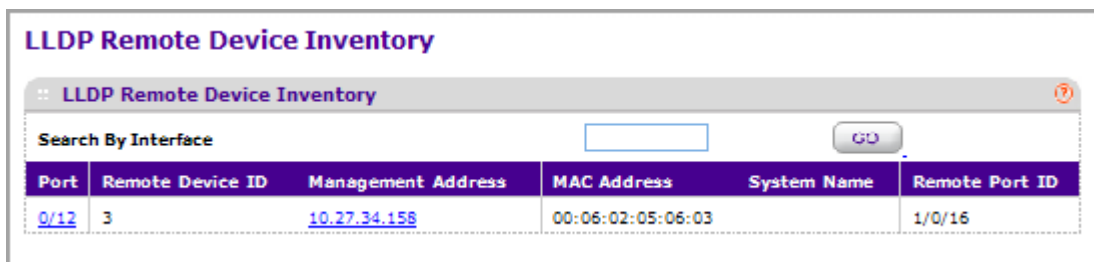 LLDP Remote Device Inventory
LLDP Remote Device Inventory
Search By Interface GO
Port Remote Device ID Management Address MAC Address System Name Remote Port ID
0/12 3 10.27.34.158 00:06:02:05:06:03 1/0/16